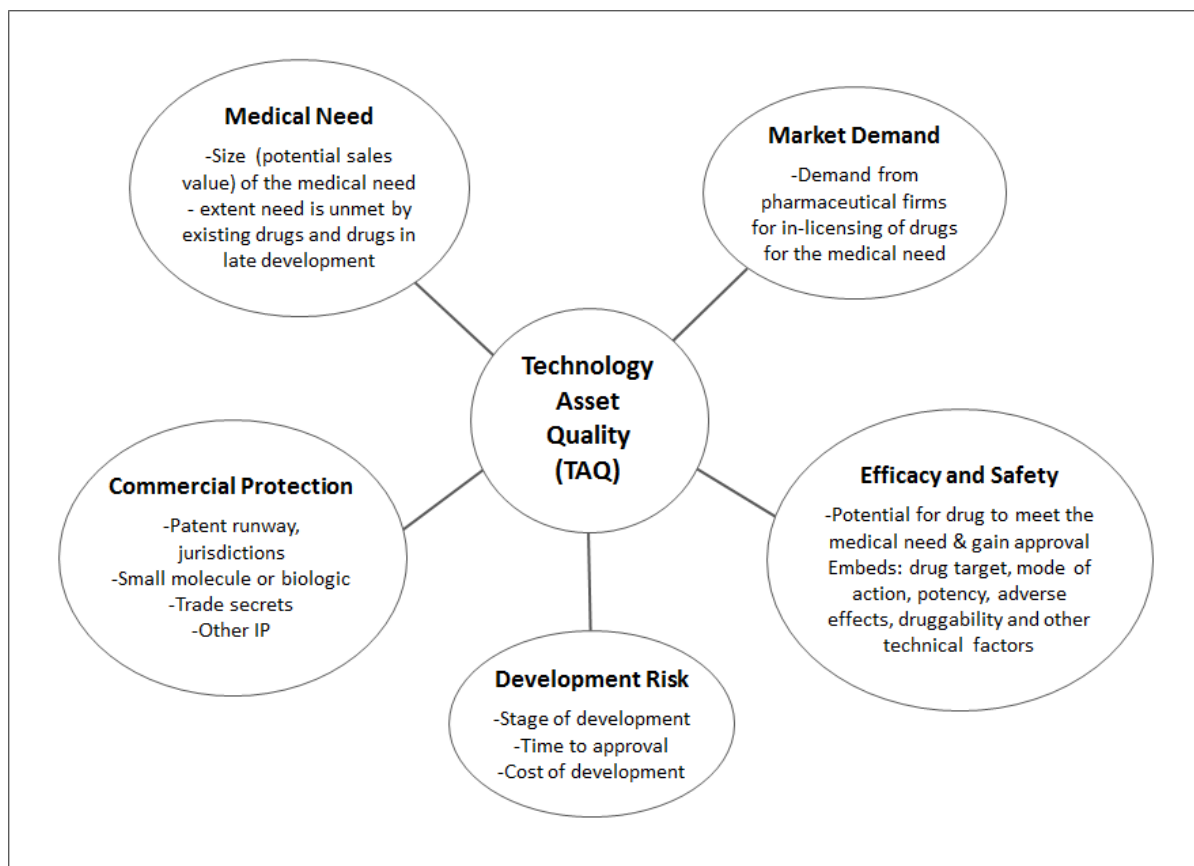 Medical Need
-Size (potential sales
value) of the medical need
- extent need is unmet by
existing drugs and drugs in
late development
Market Demand
-Demand from
pharmaceutical firms
for in-licensing of drugs
for the medical need
Technology
Asset
Quality
(TAQ)
Commercial Protection
-Patent runway,
jurisdictions
-Small molecule or biologic
-Trade secrets
-Other IP
Efficacy and Safety
-Potential for drug to meet the
medical need & gain approval
Embeds: drug target, mode of
action, potency, adverse
effects, druggability and other
technical factors
Development Risk
-Stage of development
-Time to approval
-Cost of development